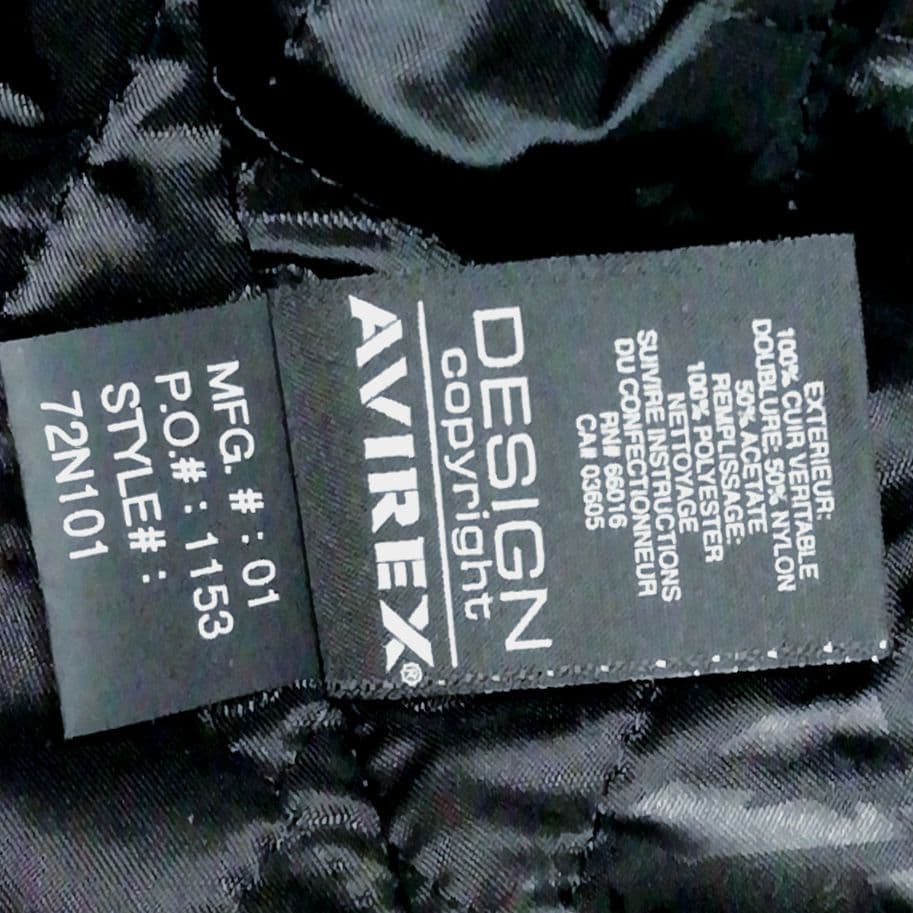 EXTERIEUR:
100% CUIR VERITABLE
DOUBLURE: 50% NYLON
50% ACETATE
REMPLISSAGE:
100% POLYESTER
NETTOYAGE
SUIVIRE INSTRUCTIONS
DU CONFECTIONNEUR
RN# 66016
CA# 03605
DESIGN
copyright
AVIREX®
MFG. # : 01
P.O.# : 1153
STYLE# :
72N101